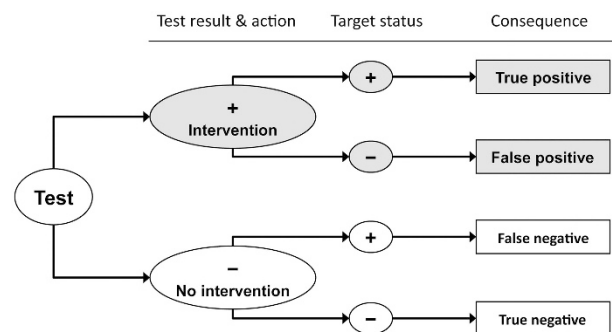 Test result & action
Target status
Consequence
+
True positive
+
Intervention
−
False positive
Test
+
False negative
−
No intervention
−
True negative